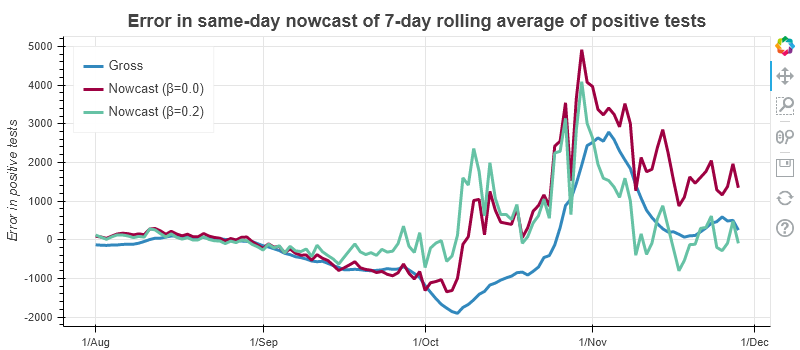 Error in same-day nowcast of 7-day rolling average of positive tests
Gross
Nowcast (β=0.0)
Nowcast (β=0.2)
Error in positive tests
5000
4000
3000
2000
1000
0
-1000
-2000
1/Aug
1/Sep
1/Oct
1/Nov
1/Dec